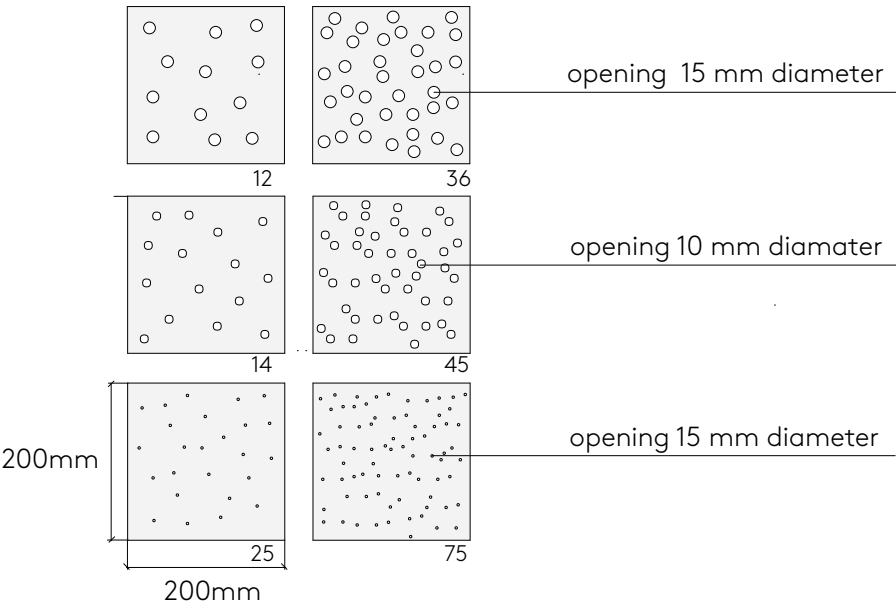 opening 15 mm diameter
12
36
opening 10 mm diamater
14
45
opening 15 mm diameter
200mm
25
75
200mm